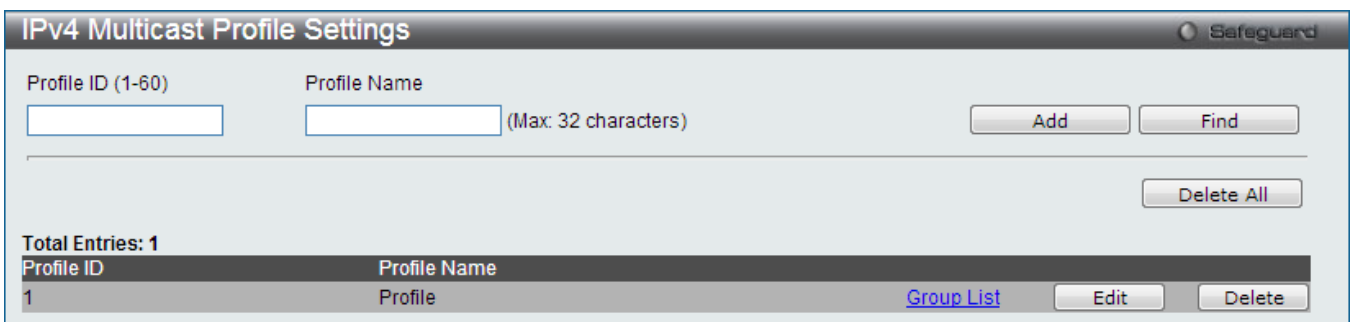 IPv4 Multicast Profile Settings Safeguard
Profile ID (1-60) Profile Name
(Max: 32 characters) Add Find
Delete All
Total Entries: 1
Profile ID Profile Name
1 Profile Group List Edit Delete